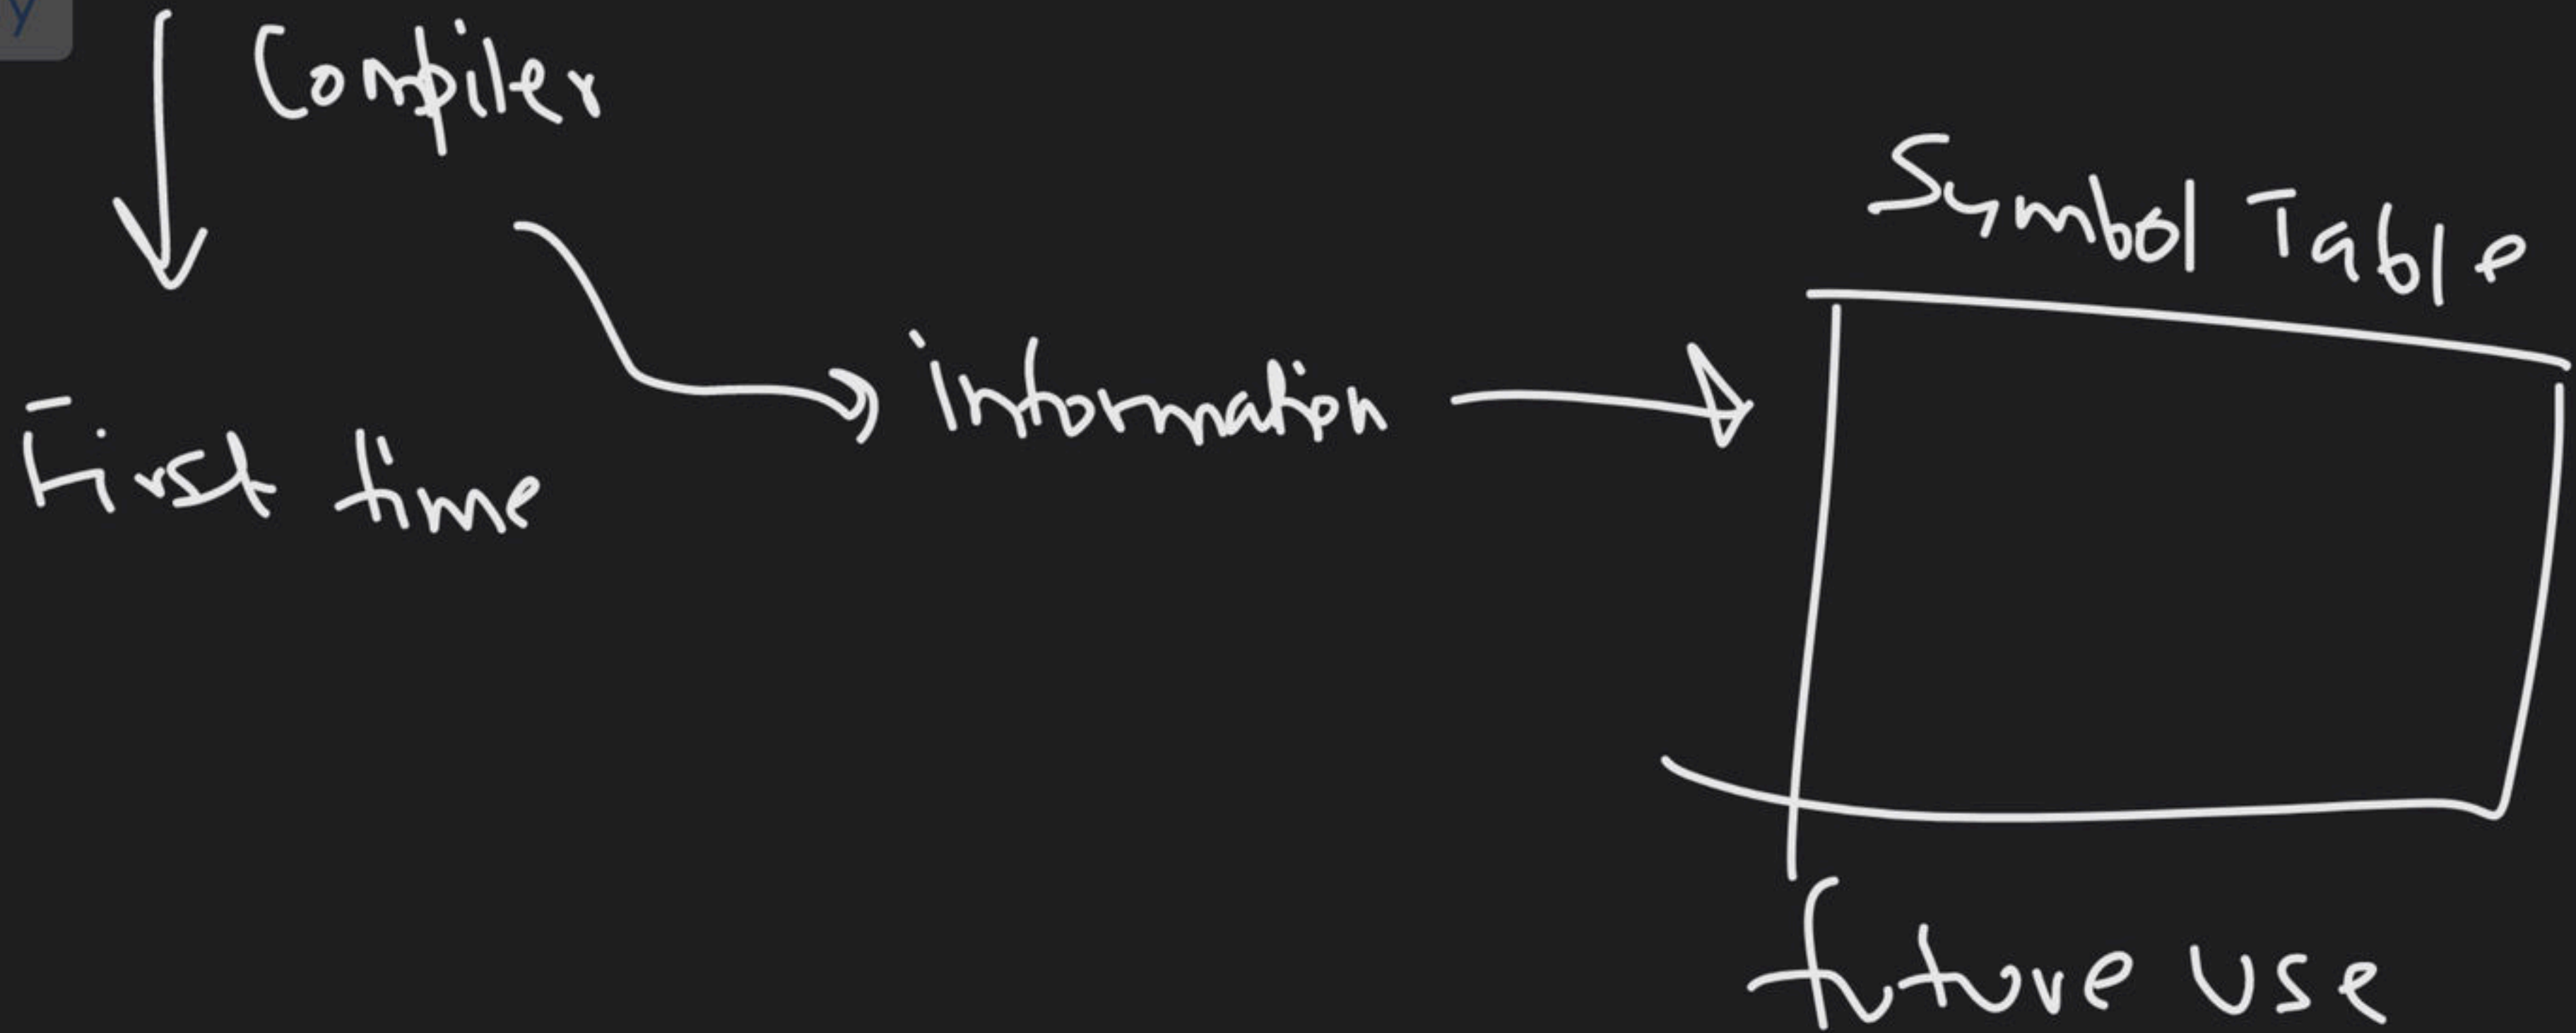 y
Compiler
Symbol Table
information
First time
future use